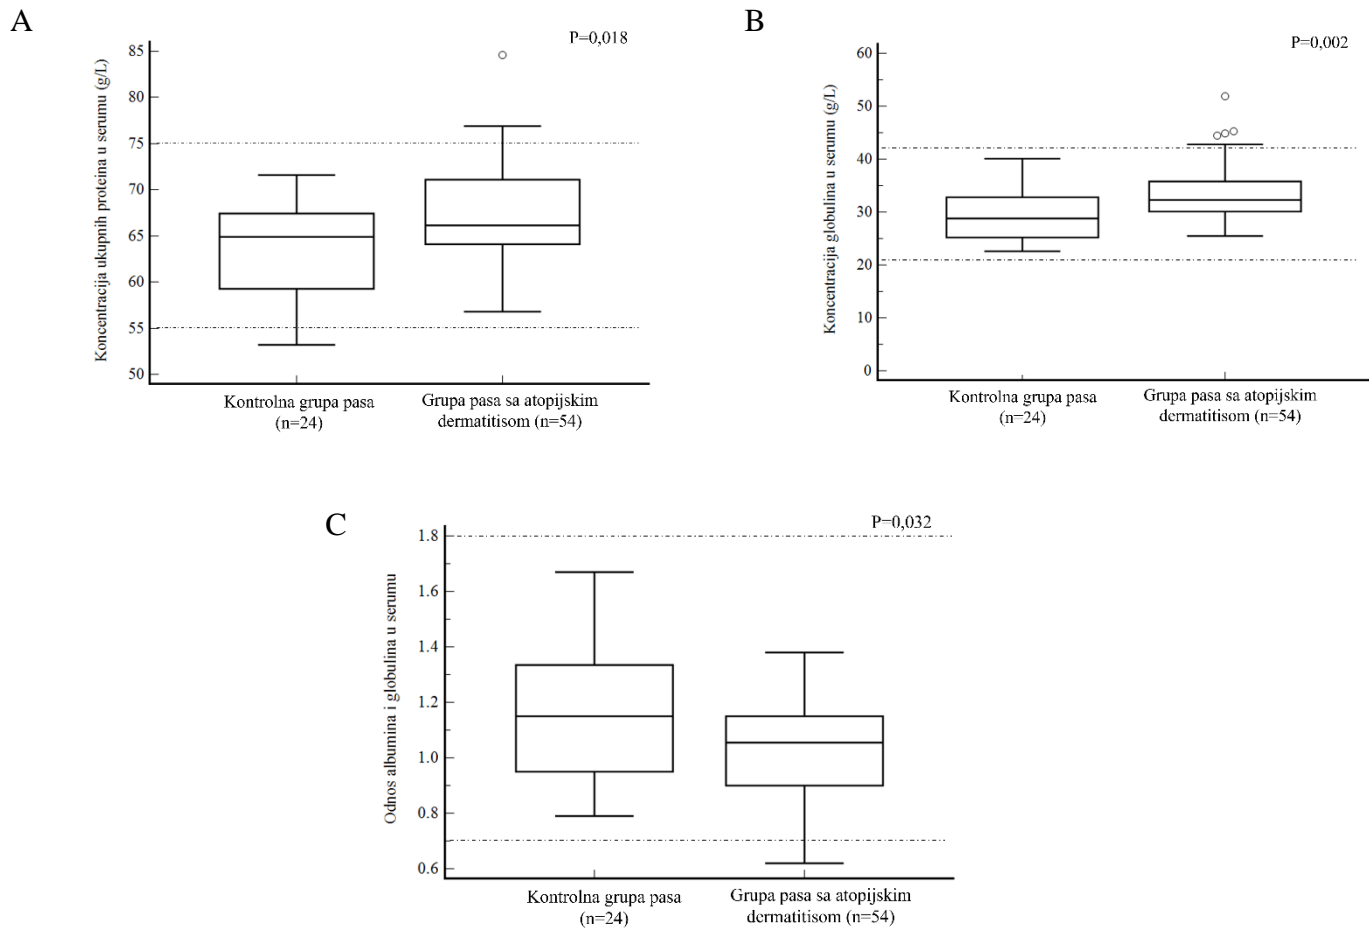 A
P=0,018
Koncentracija ukupnih proteina u serumu (g/L)
85
80
75
70
65
60
55
50
Kontrolna grupa pasa
(n=24)
Grupa pasa sa atopijskim
dermatitisom (n=54)
B
P=0,002
Koncentracija globulina u serumu (g/L)
60
50
40
30
20
10
0
Kontrolna grupa pasa
(n=24)
Grupa pasa sa atopijskim
dermatitisom (n=54)
C
P=0,032
Odnos albumina i globulina u serumu
1.8
1.6
1.4
1.2
1.0
0.8
0.6
Kontrolna grupa pasa
(n=24)
Grupa pasa sa atopijskim
dermatitisom (n=54)